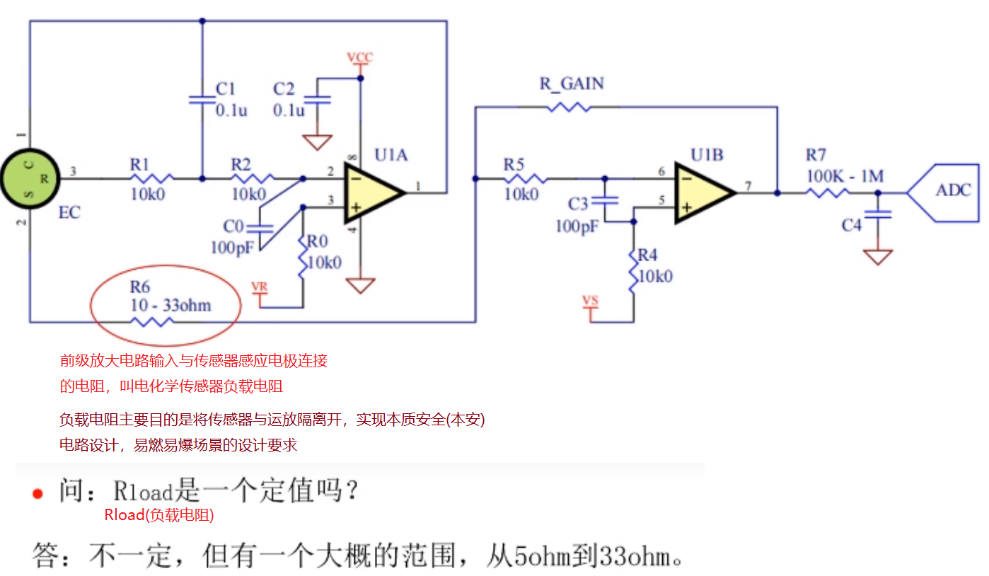 VCC
C1
0.1u
C2
0.1u
R_GAIN
U1A
U1B
8
1
C
R
S
3
R1
10k0
R2
10k0
2
3
1
4
R5
10k0
6
5
7
R7
100K - 1M
ADC
2
EC
C0
100pF
R0
10k0
VR
C3
100pF
R4
10k0
VS
C4
R6
10 - 33ohm
前级放大电路输入与传感器感应电极连接
的电阻，叫电化学传感器负载电阻
负载电阻主要目的是将传感器与运放隔离开，实现本质安全(本安)
电路设计，易燃易爆场景的设计要求
• 问：Rload是一个定值吗？
Rload(负载电阻)
答：不一定，但有一个大概的范围，从5ohm到33ohm。